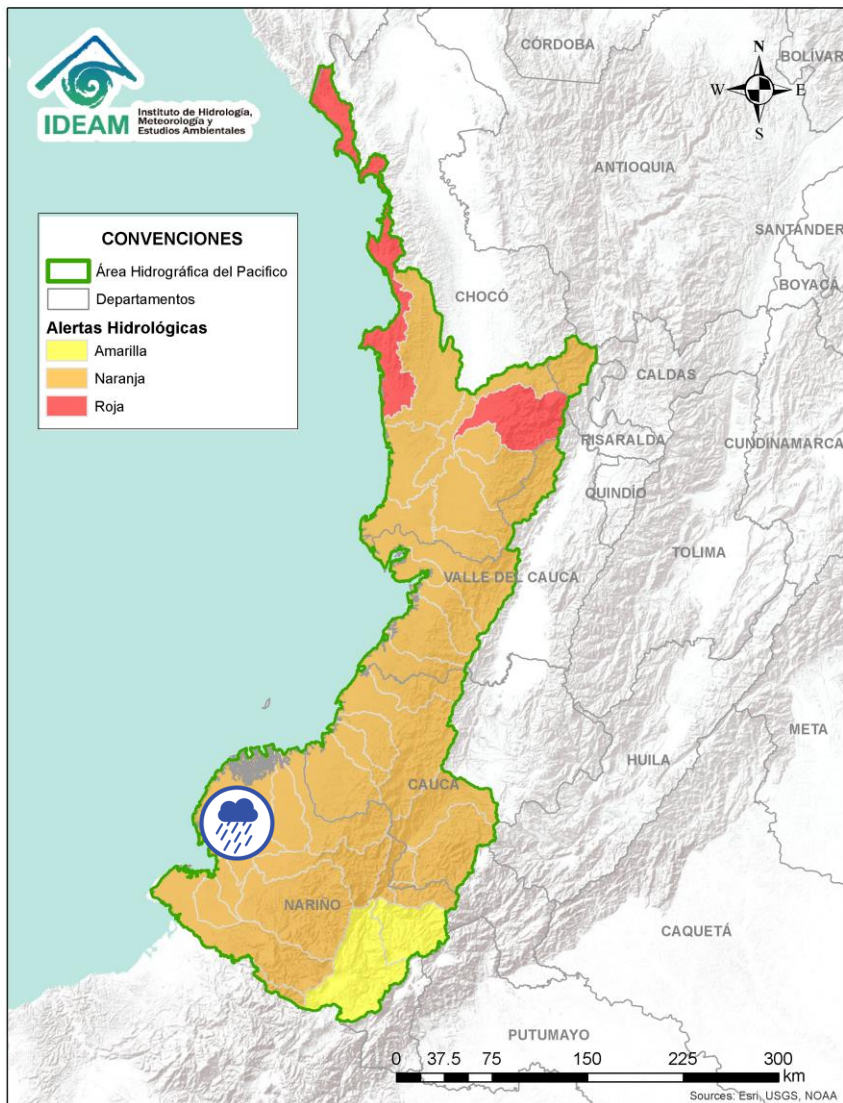 IDEAM
Instituto de Hidrología,
Meteorología y
Estudios Ambientales
N
W
E
S
CÓRDOBA
BOLÍVAR
ANTIOQUIA
SANTANDER
BOYACÁ
CHOCÓ
CALDAS
RISARALDA
CUNDINAMARCA
QUINDÍO
TOLIMA
VALLE DEL CAUCA
META
HUILA
CAUCA
NARIÑO
CAQUETÁ
PUTUMAYO
CONVENCIONES
Área Hidrográfica del Pacifico
Departamentos
Alertas Hidrológicas
Amarilla
Naranja
Roja
0 37.5 75 150 225 300
km
Sources: Esri, USGS, NOAA